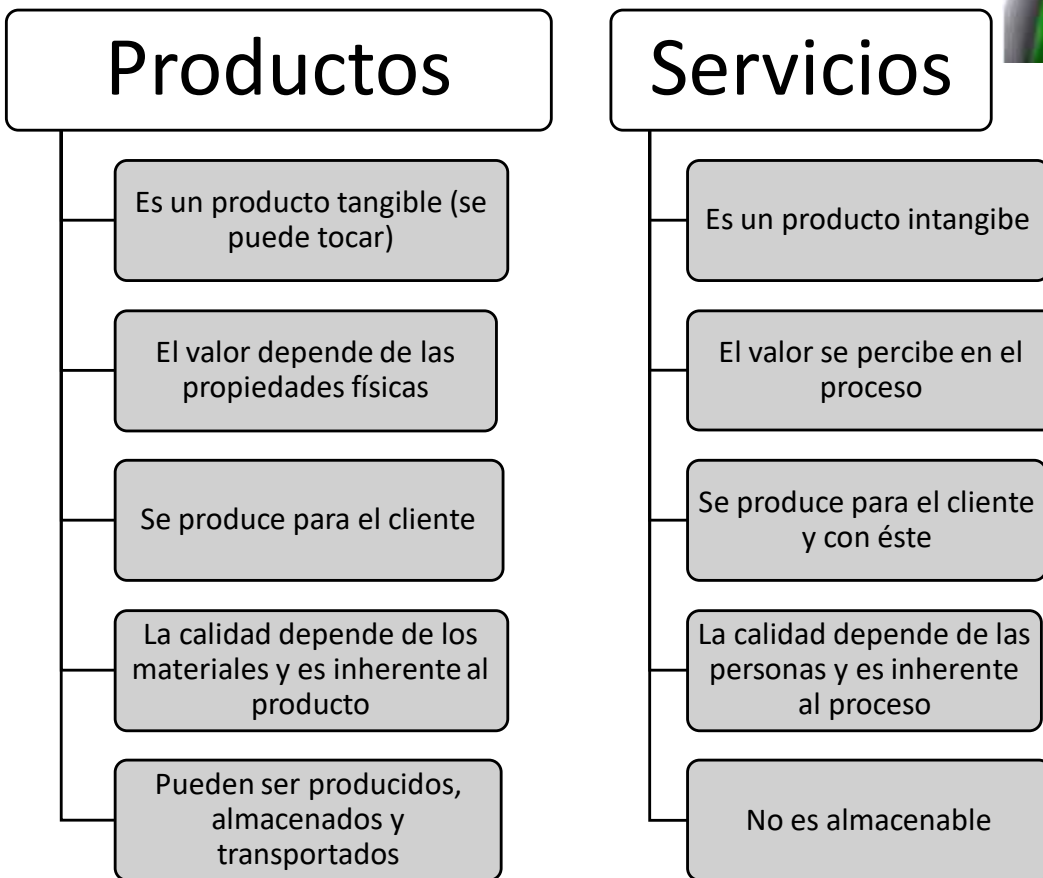 Productos
Es un producto tangible (se
puede tocar)
El valor depende de las
propiedades físicas
Se produce para el cliente
La calidad depende de los
materiales y es inherente al
producto
Pueden ser producidos,
almacenados y
transportados
Servicios
Es un producto intangibe
El valor se percibe en el
proceso
Se produce para el cliente
y con éste
La calidad depende de las
personas y es inherente
al proceso
No es almacenable